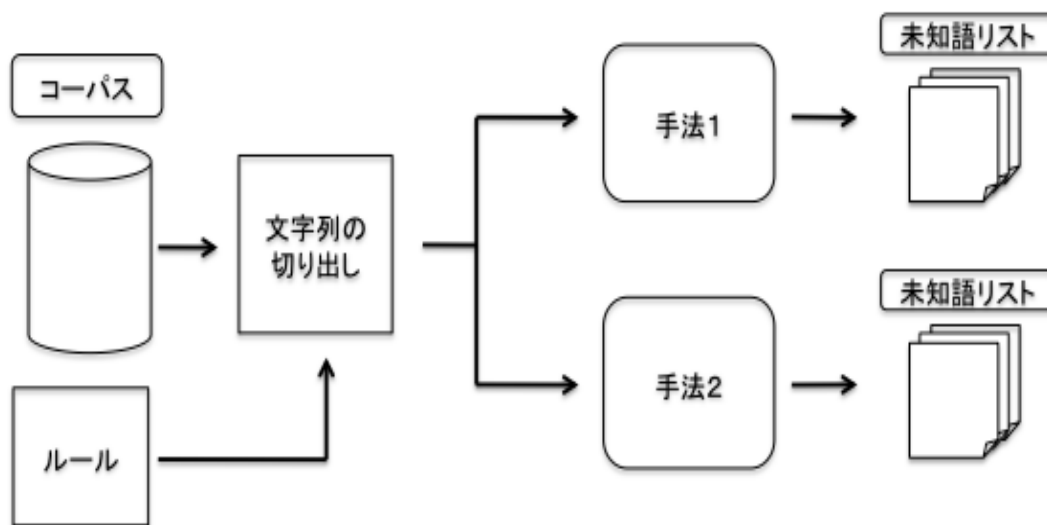 コーパス
文字列の
切り出し
ルール
手法1
未知語リスト
手法2
未知語リスト